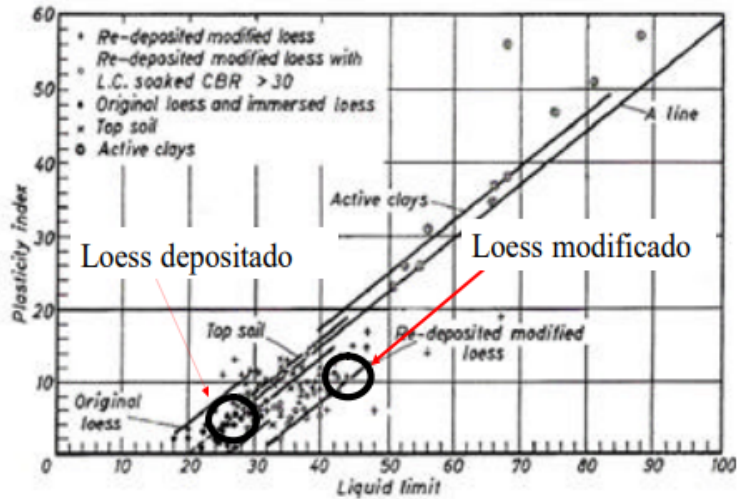 60
50
40
30
20
10
0
Plasticity index
+ Re-deposited modified loess
○ Re-deposited modified loess with
L.C. soaked CBR > 30
• Original loess and immersed loess
× Top soil
⊙ Active clays
A line
Active clays
Loess depositado
Loess modificado
Top soil
Re-deposited modified
loess
Original
loess
0 10 20 30 40 50 60 70 80 90 100
Liquid limit